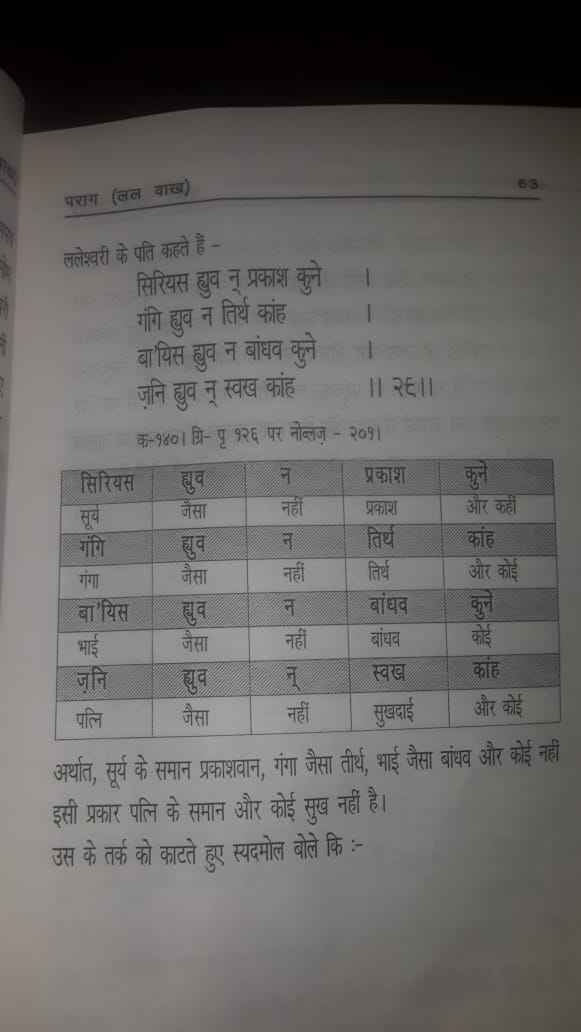 पराग (लल वाख) 63
ललेश्वरी के पति कहते हैं –
सिरियस ह्युव न् प्रकाश कुने ।
गंगि ह्युव न तिर्थ कांह ।
बा'यिस ह्युव न बांधव कुने ।
ज़नि ह्युव न् स्वख कांह ।। २६।।
क-१४०। ग्रि- पृ १२६ पर नोव्लज़ - २०१।
सिरियस ह्युव न प्रकाश कुने
सूर्य जैसा नहीं प्रकाश और कहीं
गंगि ह्युव न तिर्थ कांह
गंगा जैसा नहीं तिर्थ और कोई
बा'यिस ह्युव न बांधव कुने
भाई जैसा नहीं बांधव कोई
ज़नि ह्युव न् स्वख कांह
पत्नि जैसा नहीं सुखदाई और कोई
अर्थात, सूर्य के समान प्रकाशवान, गंगा जैसा तीर्थ, भाई जैसा बांधव और कोई नहीं
इसी प्रकार पत्नि के समान और कोई सुख नहीं है।
उस के तर्क को काटते हुए स्यदमोल बोले कि :-